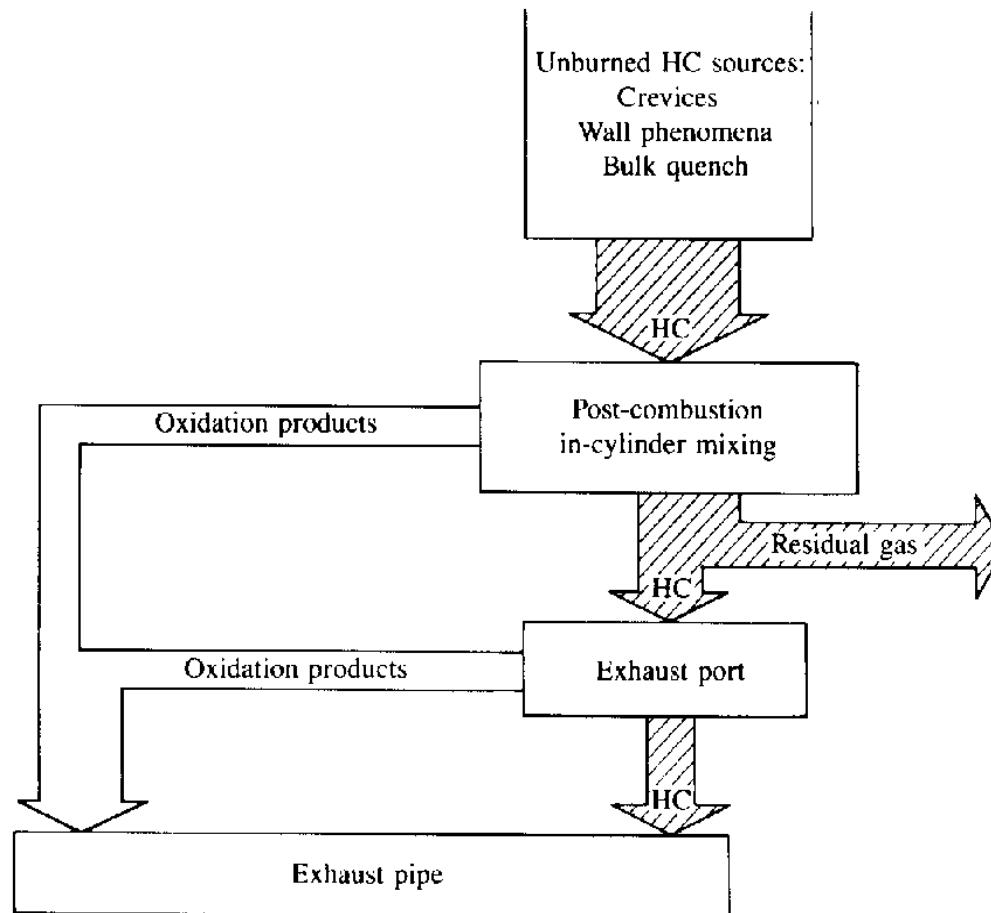 Unburned HC sources:
Crevices
Wall phenomena
Bulk quench
HC
Oxidation products
Post-combustion
in-cylinder mixing
Residual gas
HC
Oxidation products
Exhaust port
HC
Exhaust pipe